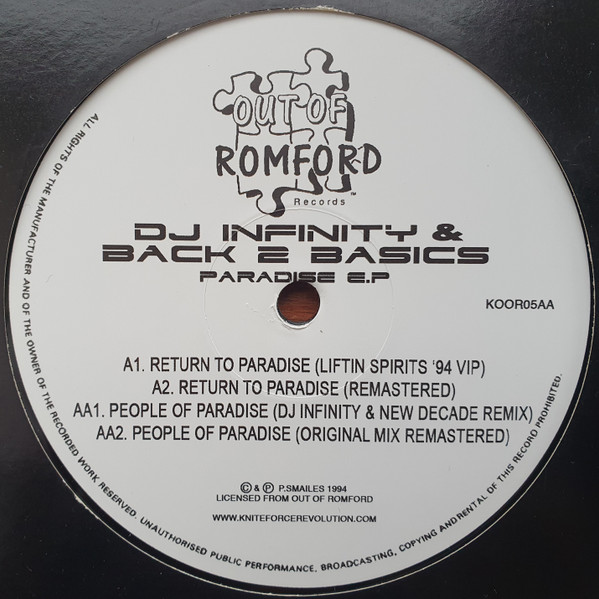 OUT OF
ROMFORD
Records
TM
DJ INFINITY &
BACK 2 BASICS
PARADISE E.P
KOOR05AA
A1. RETURN TO PARADISE (LIFTIN SPIRITS '94 VIP)
A2. RETURN TO PARADISE (REMASTERED)
AA1. PEOPLE OF PARADISE (DJ INFINITY & NEW DECADE REMIX)
AA2. PEOPLE OF PARADISE (ORIGINAL MIX REMASTERED)
© & ℗ P.SMAILES 1994
LICENSED FROM OUT OF ROMFORD
WWW.KNITEFORCEREVOLUTION.COM
ALL RIGHTS OF THE MANUFACTURER AND OF THE OWNER OF THE RECORDED WORK RESERVED. UNAUTHORISED PUBLIC PERFORMANCE, BROADCASTING, COPYING AND RENTAL OF THIS RECORD PROHIBITED.